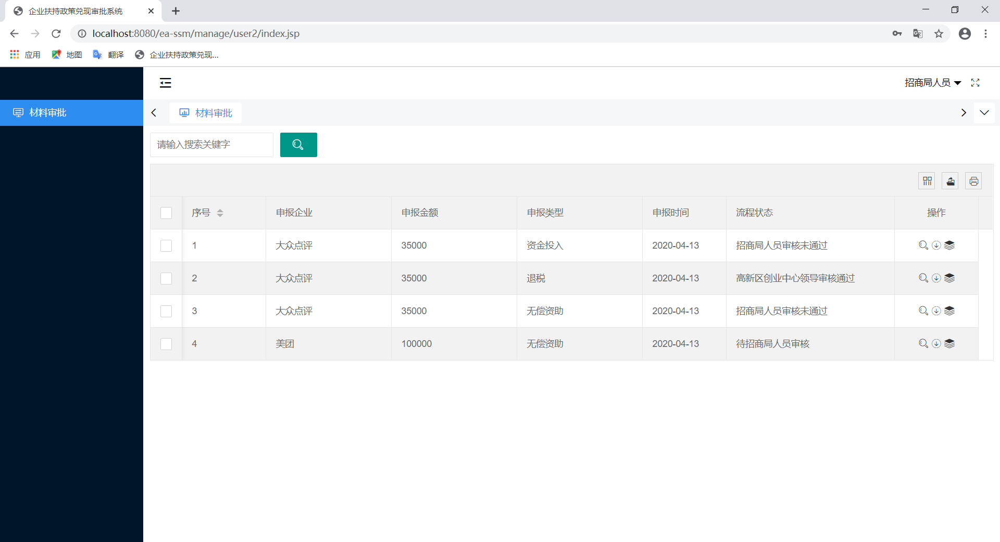 企业扶持政策兑现审批系统
localhost:8080/ea-ssm/manage/user2/index.jsp
应用 地图 翻译 企业扶持政策兑现...
招商局人员
材料审批 材料审批
请输入搜索关键字
序号 申报企业 申报金额 申报类型 申报时间 流程状态 操作
1 大众点评 35000 资金投入 2020-04-13 招商局人员审核未通过
2 大众点评 35000 退税 2020-04-13 高新区创业中心领导审核通过
3 大众点评 35000 无偿资助 2020-04-13 招商局人员审核未通过
4 美团 100000 无偿资助 2020-04-13 待招商局人员审核